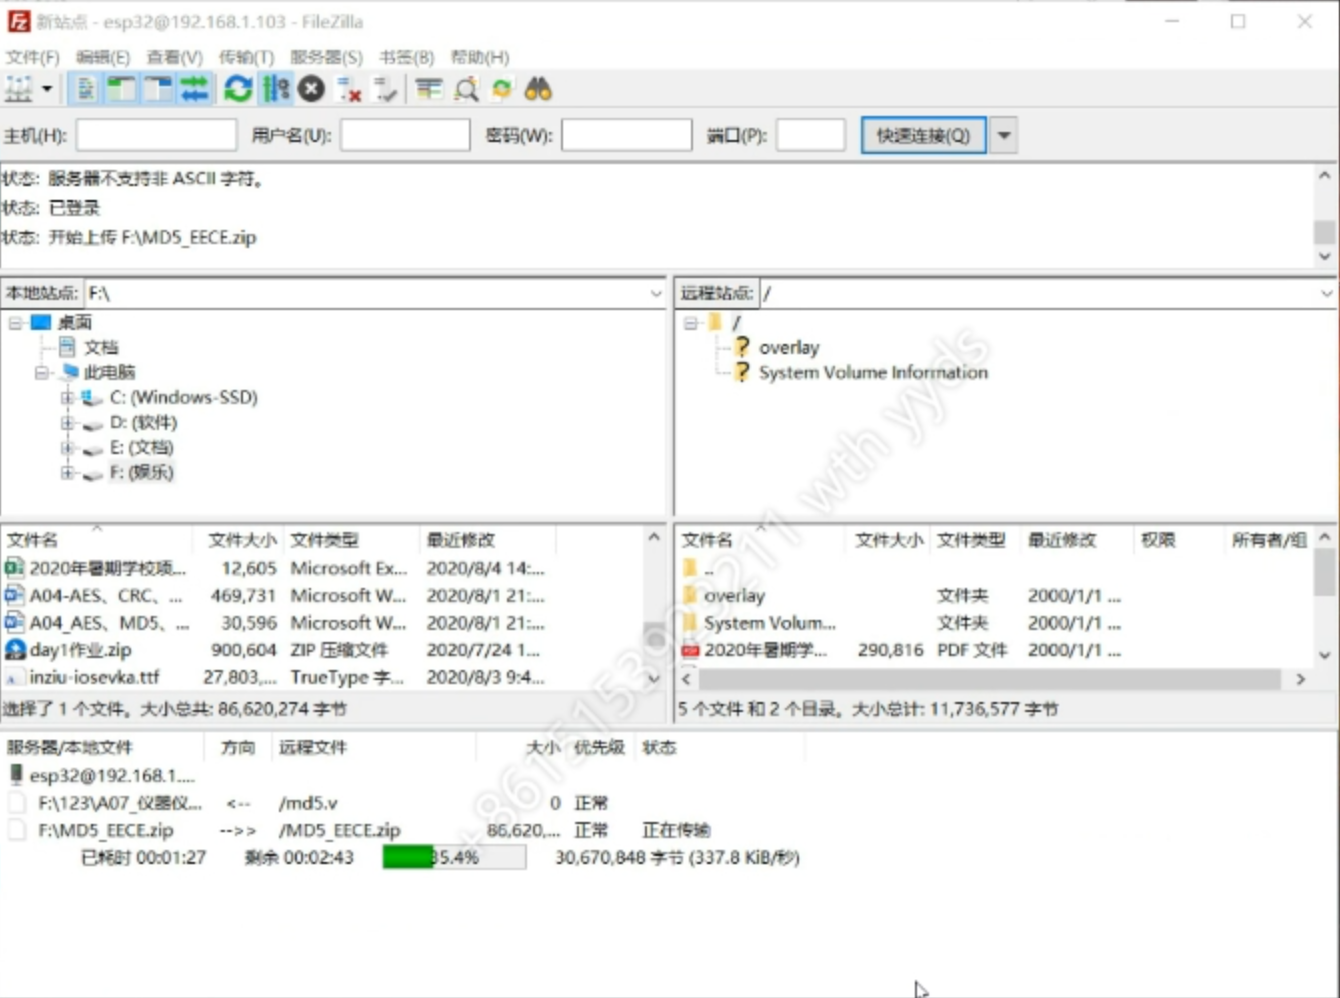 新站点 - esp32@192.168.1.103 - FileZilla
文件(F) 编辑(E) 查看(V) 传输(T) 服务器(S) 书签(B) 帮助(H)
主机(H): 用户名(U): 密码(W): 端口(P): 快速连接(Q)
状态: 服务器不支持非 ASCII 字符。
状态: 已登录
状态: 开始上传 F:\MD5_EECE.zip
本地站点: F:\
桌面
文档
此电脑
C: (Windows-SSD)
D: (软件)
E: (文档)
F: (娱乐)
远程站点: /
/
overlay
System Volume Information
文件名 文件大小 文件类型 最近修改
2020年暑期学校项... 12,605 Microsoft Ex... 2020/8/4 14:...
A04-AES、CRC、... 469,731 Microsoft W... 2020/8/1 21:...
A04_AES、MD5、... 30,596 Microsoft W... 2020/8/1 21:...
day1作业.zip 900,604 ZIP 压缩文件 2020/7/24 1...
inziu-iosevka.ttf 27,803,... TrueType 字... 2020/8/3 9:4...
选择了 1 个文件。大小总共: 86,620,274 字节
文件名 文件大小 文件类型 最近修改 权限 所有者/组
..
overlay 文件夹 2000/1/1 ...
System Volum... 文件夹 2000/1/1 ...
2020年暑期学... 290,816 PDF 文件 2000/1/1 ...
5 个文件 和 2 个目录。大小总计: 11,736,577 字节
服务器/本地文件 方向 远程文件 大小 优先级 状态
esp32@192.168.1....
F:\123\A07_仪器仪... <-- /md5.v 0 正常
F:\MD5_EECE.zip -->> /MD5_EECE.zip 86,620,... 正常 正在传输
已耗时 00:01:27 剩余 00:02:43 35.4% 30,670,848 字节 (337.8 KiB/秒)
wth yyds